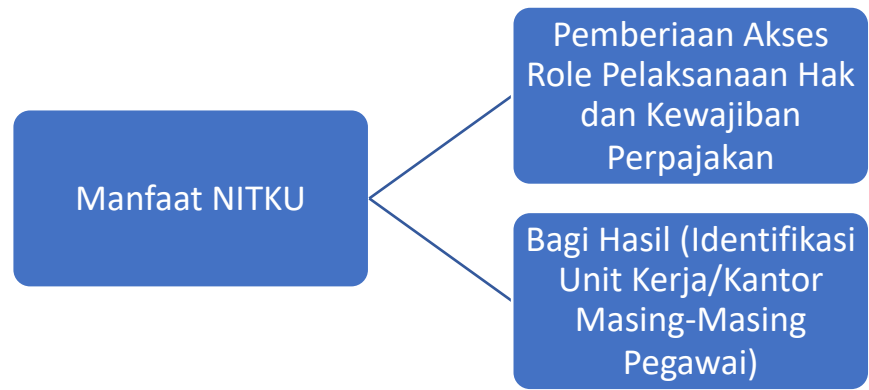 Manfaat NITKU
Pemberiaan Akses
Role Pelaksanaan Hak
dan Kewajiban
Perpajakan
Bagi Hasil (Identifikasi
Unit Kerja/Kantor
Masing-Masing
Pegawai)